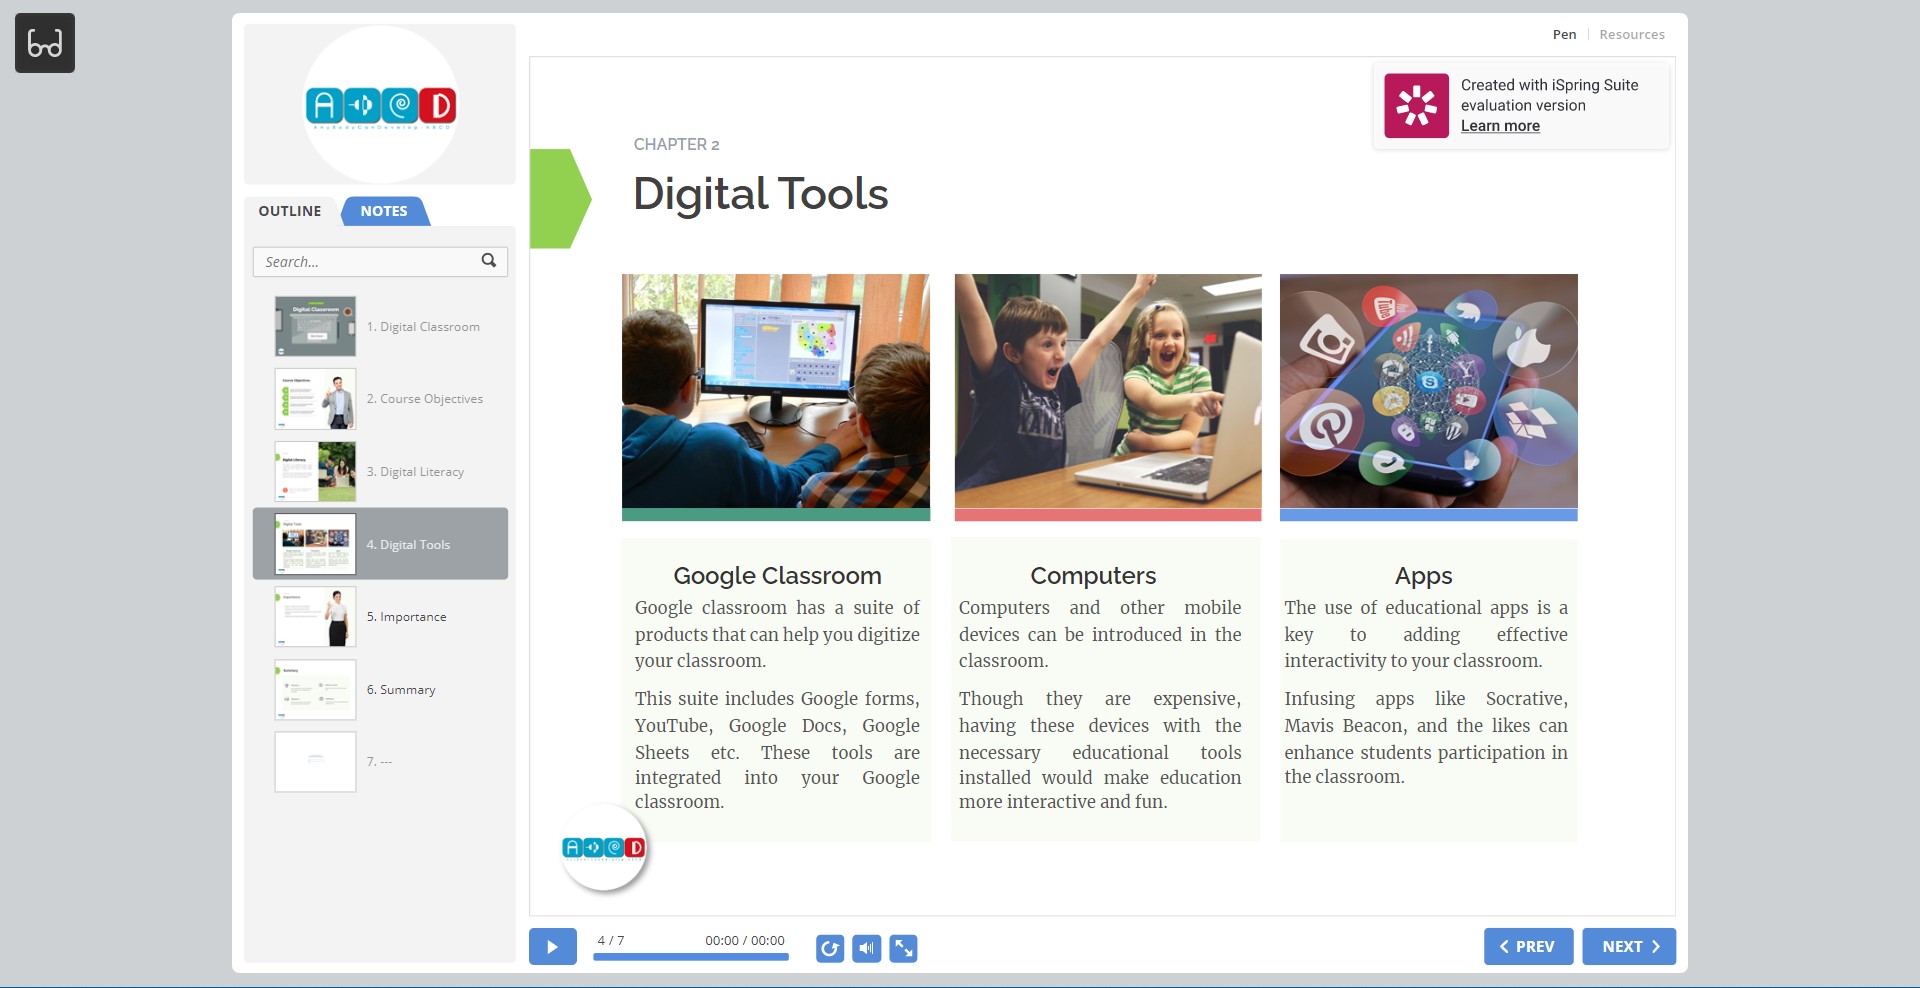 Pen
Resources
Created with iSpring Suite
evaluation version
Learn more
OUTLINE
NOTES
Search...
1. Digital Classroom
2. Course Objectives
3. Digital Literacy
4. Digital Tools
5. Importance
6. Summary
7. ---
CHAPTER 2
Digital Tools
Google Classroom
Google classroom has a suite of
products that can help you digitize
your classroom.
This suite includes Google forms,
YouTube, Google Docs, Google
Sheets etc. These tools are
integrated into your Google
classroom.
Computers
Computers and other mobile
devices can be introduced in the
classroom.
Though they are expensive,
having these devices with the
necessary educational tools
installed would make education
more interactive and fun.
Apps
The use of educational apps is a
key to adding effective
interactivity to your classroom.
Infusing apps like Socrative,
Mavis Beacon, and the likes can
enhance students participation in
the classroom.
4 / 7
00:00 / 00:00
PREV
NEXT